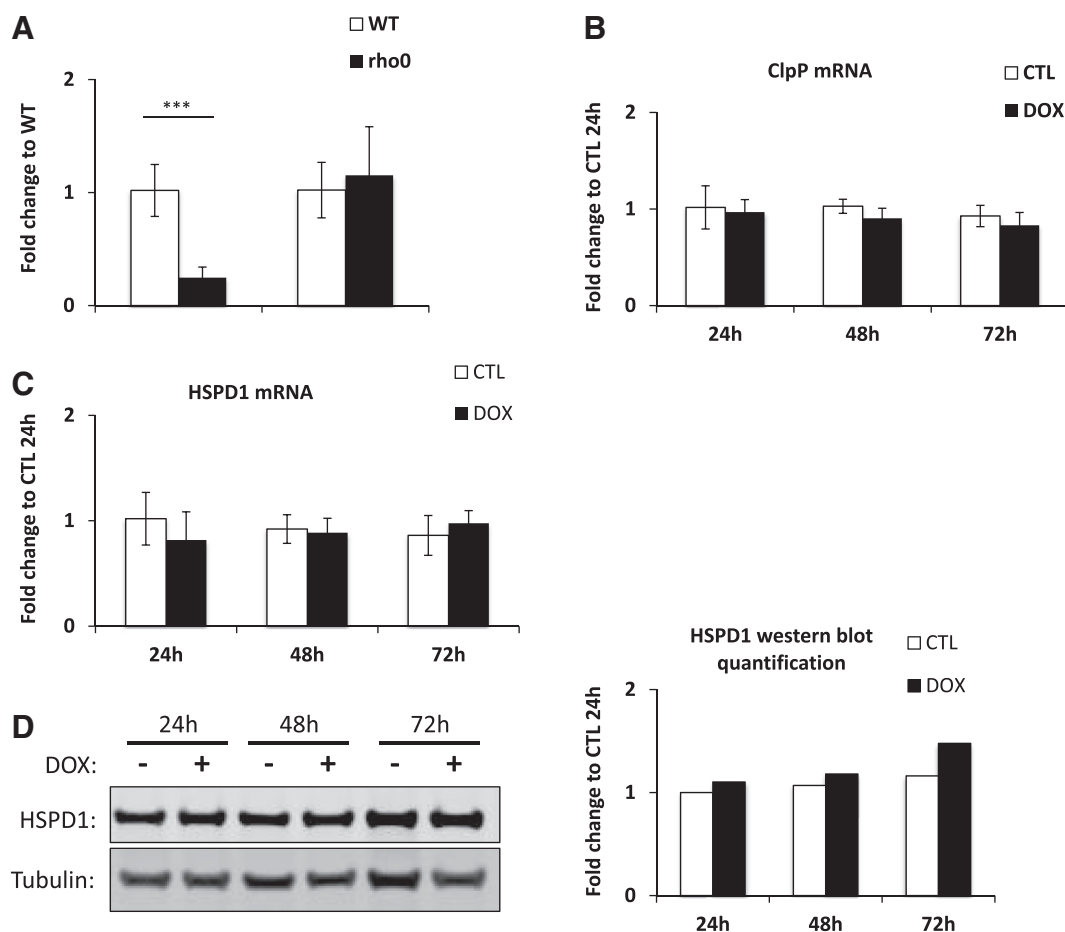 A
WT
rho0
Fold change to WT
2
1
0
***
B
ClpP mRNA
CTL
DOX
Fold change to CTL 24h
2
1
0
24h 48h 72h
C
HSPD1 mRNA
CTL
DOX
Fold change to CTL 24h
2
1
0
24h 48h 72h
D
24h 48h 72h
DOX: - + - + - +
HSPD1:
Tubulin:
HSPD1 western blot
quantification
CTL
DOX
Fold change to CTL 24h
2
1
0
24h 48h 72h